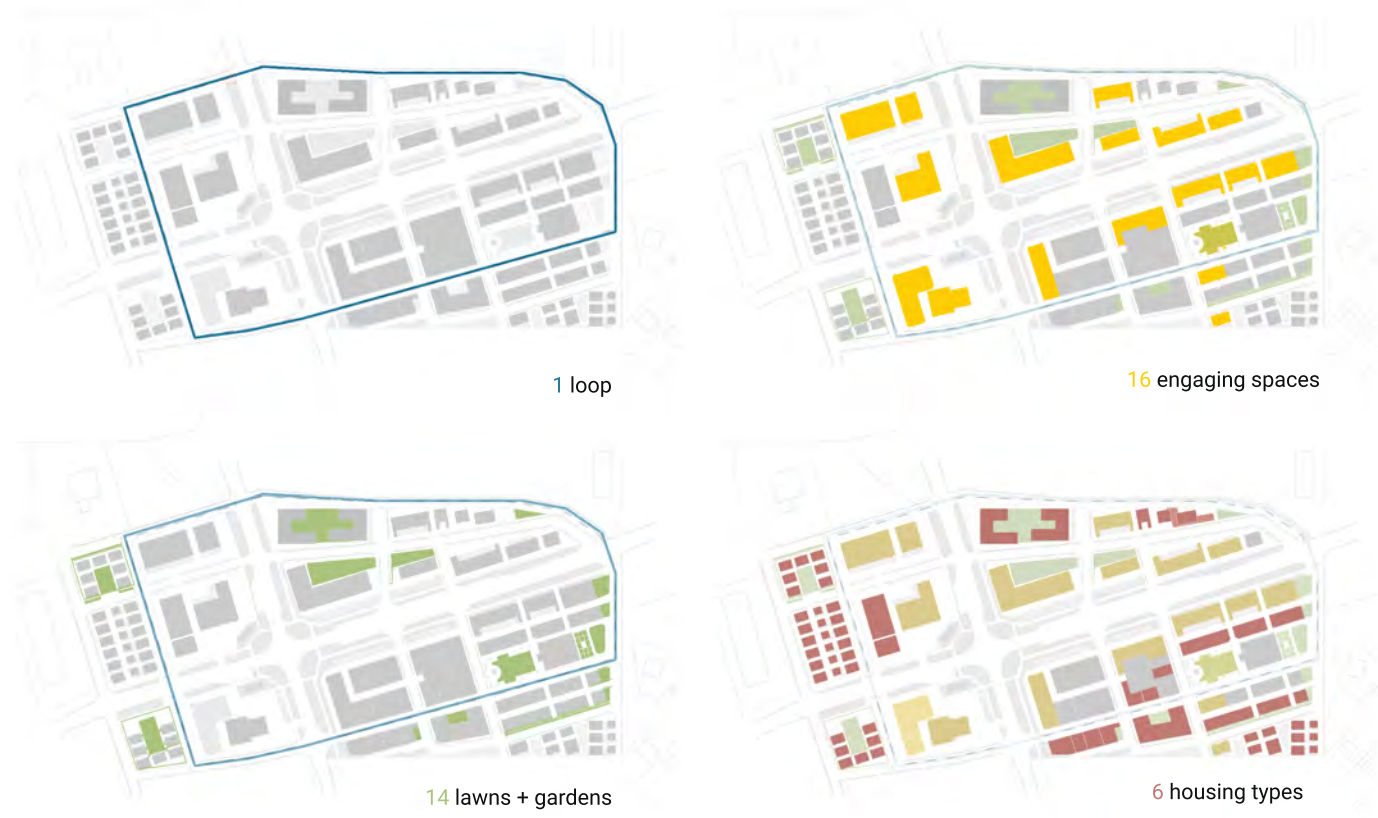 1 loop
16 engaging spaces
14 lawns + gardens
6 housing types